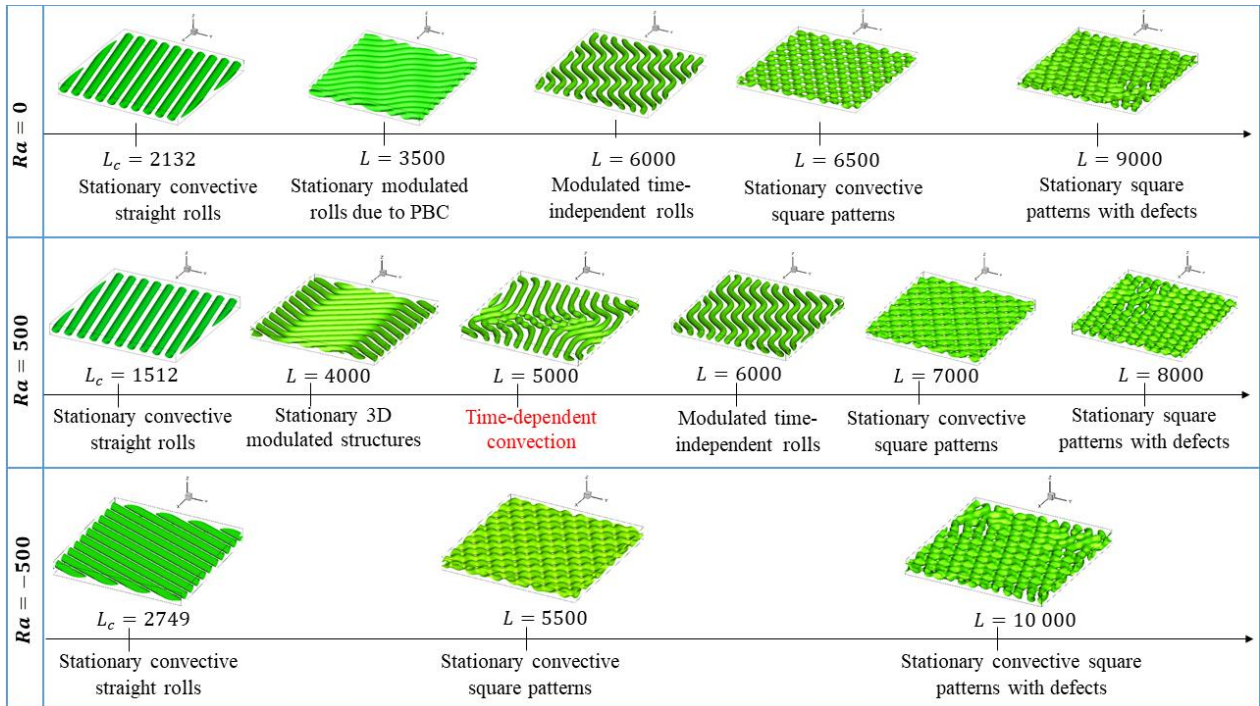 Ra = 0
L_c = 2132
Stationary convective
straight rolls
L = 3500
Stationary modulated
rolls due to PBC
L = 6000
Modulated time-
independent rolls
L = 6500
Stationary convective
square patterns
L = 9000
Stationary square
patterns with defects
Ra = 500
L_c = 1512
Stationary convective
straight rolls
L = 4000
Stationary 3D
modulated structures
L = 5000
Time-dependent
convection
L = 6000
Modulated time-
independent rolls
L = 7000
Stationary convective
square patterns
L = 8000
Stationary square
patterns with defects
Ra = −500
L_c = 2749
Stationary convective
straight rolls
L = 5500
Stationary convective
square patterns
L = 10 000
Stationary convective square
patterns with defects